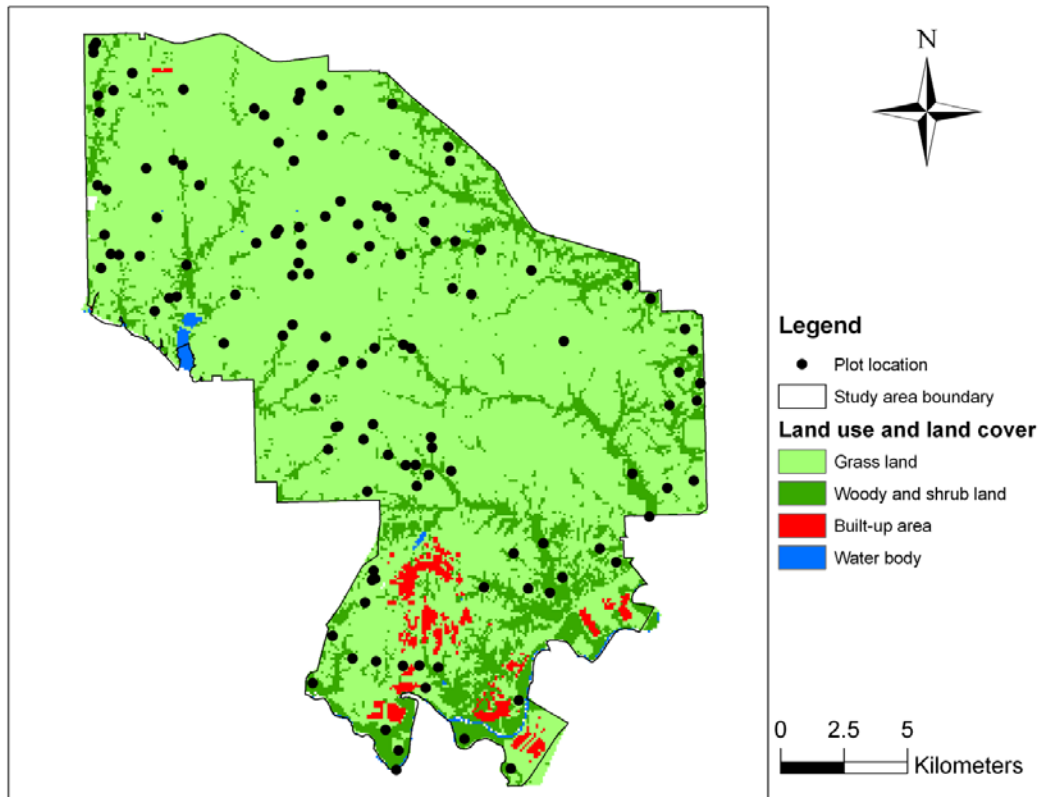 N
Legend
Plot location
Study area boundary
Land use and land cover
Grass land
Woody and shrub land
Built-up area
Water body
0 2.5 5
Kilometers